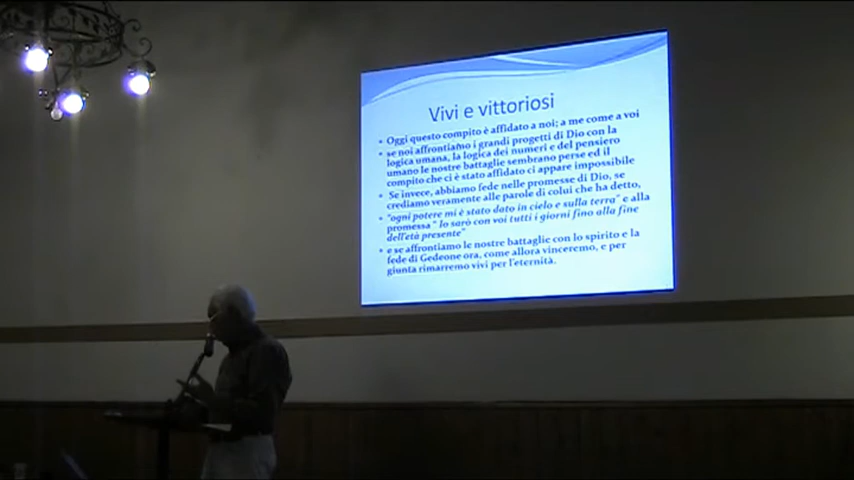 Vivi e vittoriosi
• Oggi questo compito è affidato a noi; a me come a voi
• se noi affrontiamo i grandi progetti di Dio con la
logica umana, la logica dei numeri e del pensiero
umano le nostre battaglie sembrano perse ed il
compito che ci è stato affidato ci appare impossibile
• Se invece, abbiamo fede nelle promesse di Dio, se
crediamo veramente alle parole di colui che ha detto,
• "ogni potere mi è stato dato in cielo e sulla terra" e alla
promessa " Io sarò con voi tutti i giorni fino alla fine
dell'età presente"
• e se affrontiamo le nostre battaglie con lo spirito e la
fede di Gedeone ora, come allora vinceremo, e per
giunta rimarremo vivi per l'eternità.